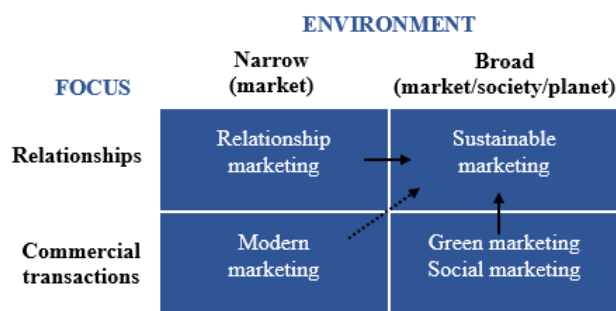 ENVIRONMENT
Narrow
(market)
Broad
(market/society/planet)
FOCUS
Relationships
Relationship
marketing
Sustainable
marketing
Commercial
transactions
Modern
marketing
Green marketing
Social marketing